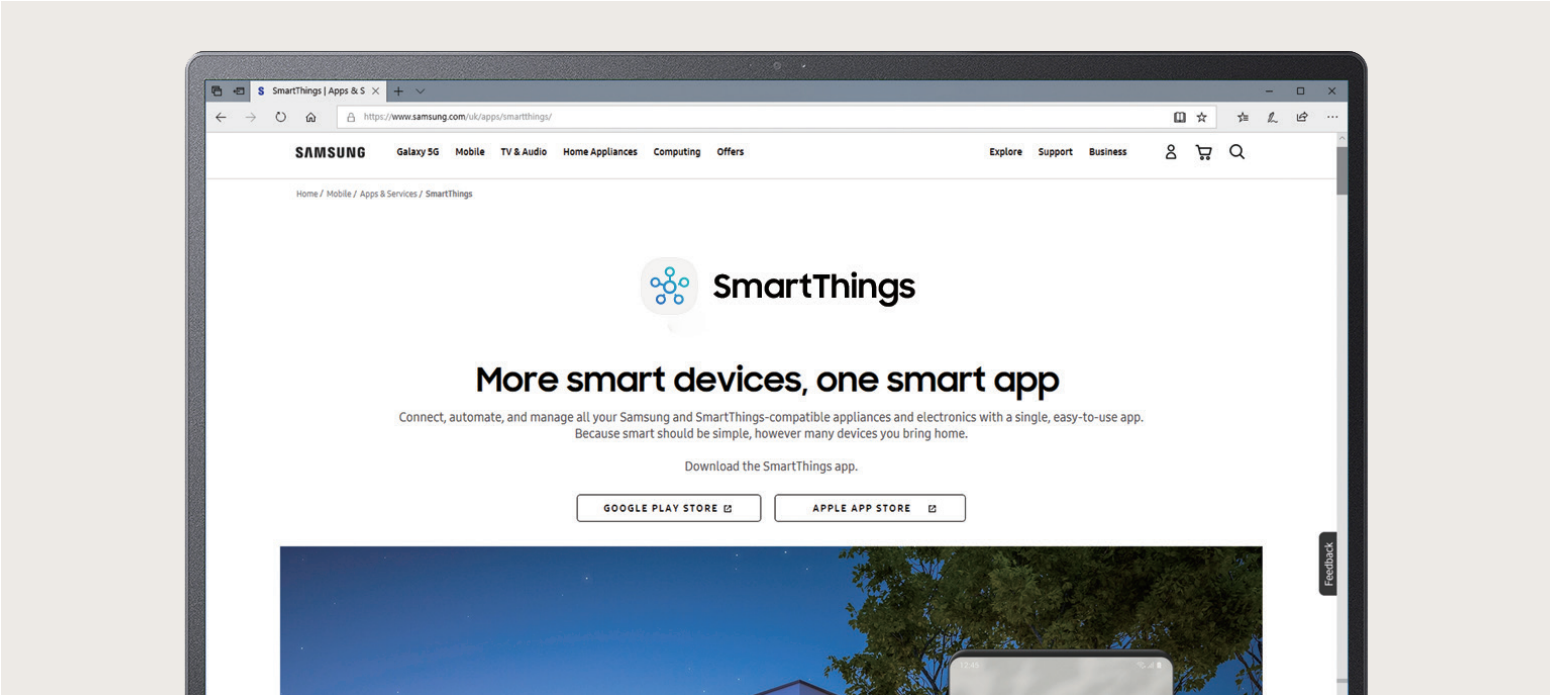 SmartThings | Apps & S
https://www.samsung.com/uk/apps/smartthings/
SAMSUNG Galaxy 5G Mobile TV & Audio Home Appliances Computing Offers Explore Support Business
Home / Mobile / Apps & Services / SmartThings
SmartThings
More smart devices, one smart app
Connect, automate, and manage all your Samsung and SmartThings-compatible appliances and electronics with a single, easy-to-use app.
Because smart should be simple, however many devices you bring home.
Download the SmartThings app.
GOOGLE PLAY STORE APPLE APP STORE
Feedback
12:45